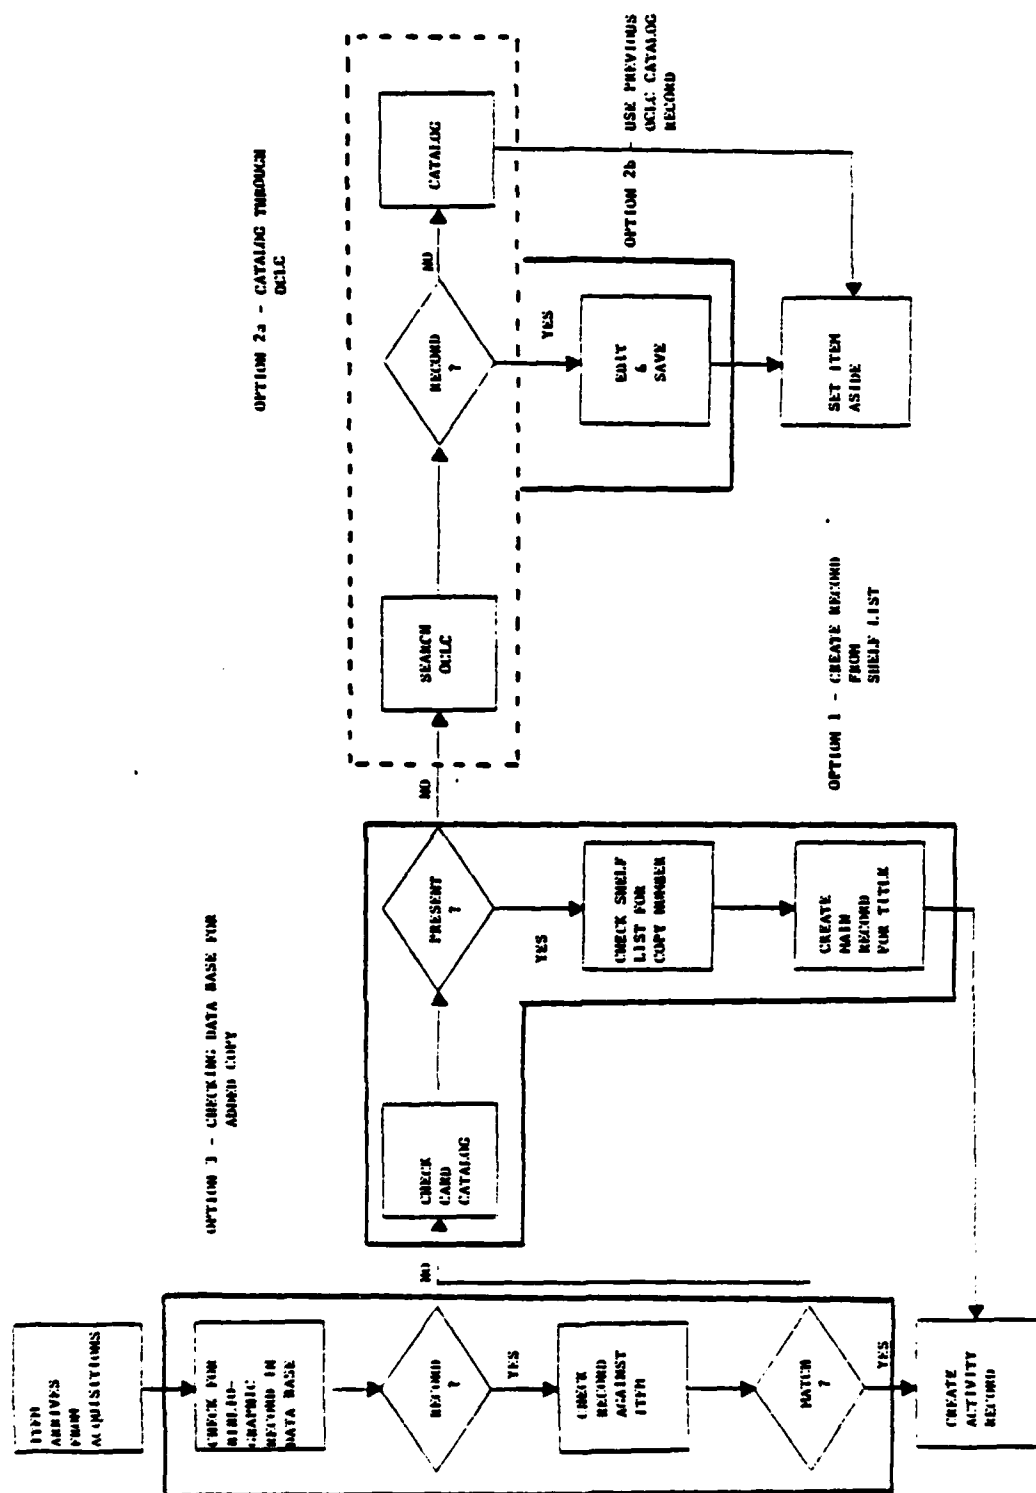 ITEM
ARRIVES
FROM
ACQUISITIONS
CHECK FOR
BIBLIO-
GRAPHIC
RECORD IN
DATA BASE
RECORD
?
NO
YES
CHECK
RECORD
AGAINST
ITEM
MATCH
?
YES
CREATE
ACTIVITY
RECORD
OPTION 3 - CHECKING DATA BASE FOR
ADDED COPY
CHECK
CARD
CATALOG
PRESENT
?
NO
YES
CHECK SHELF
LIST FOR
COPY NUMBER
CREATE
MAIN
RECORD
FOR TITLE
OPTION 1 - CREATE RECORD
FROM
SHELF LIST
OPTION 2a - CATALOG THROUGH
OCLC
SEARCH
OCLC
RECORD
?
NO
CATALOG
YES
EDIT
&
SAVE
SET ITEM
ASIDE
OPTION 2b - USE PREVIOUS
OCLC CATALOG
RECORD